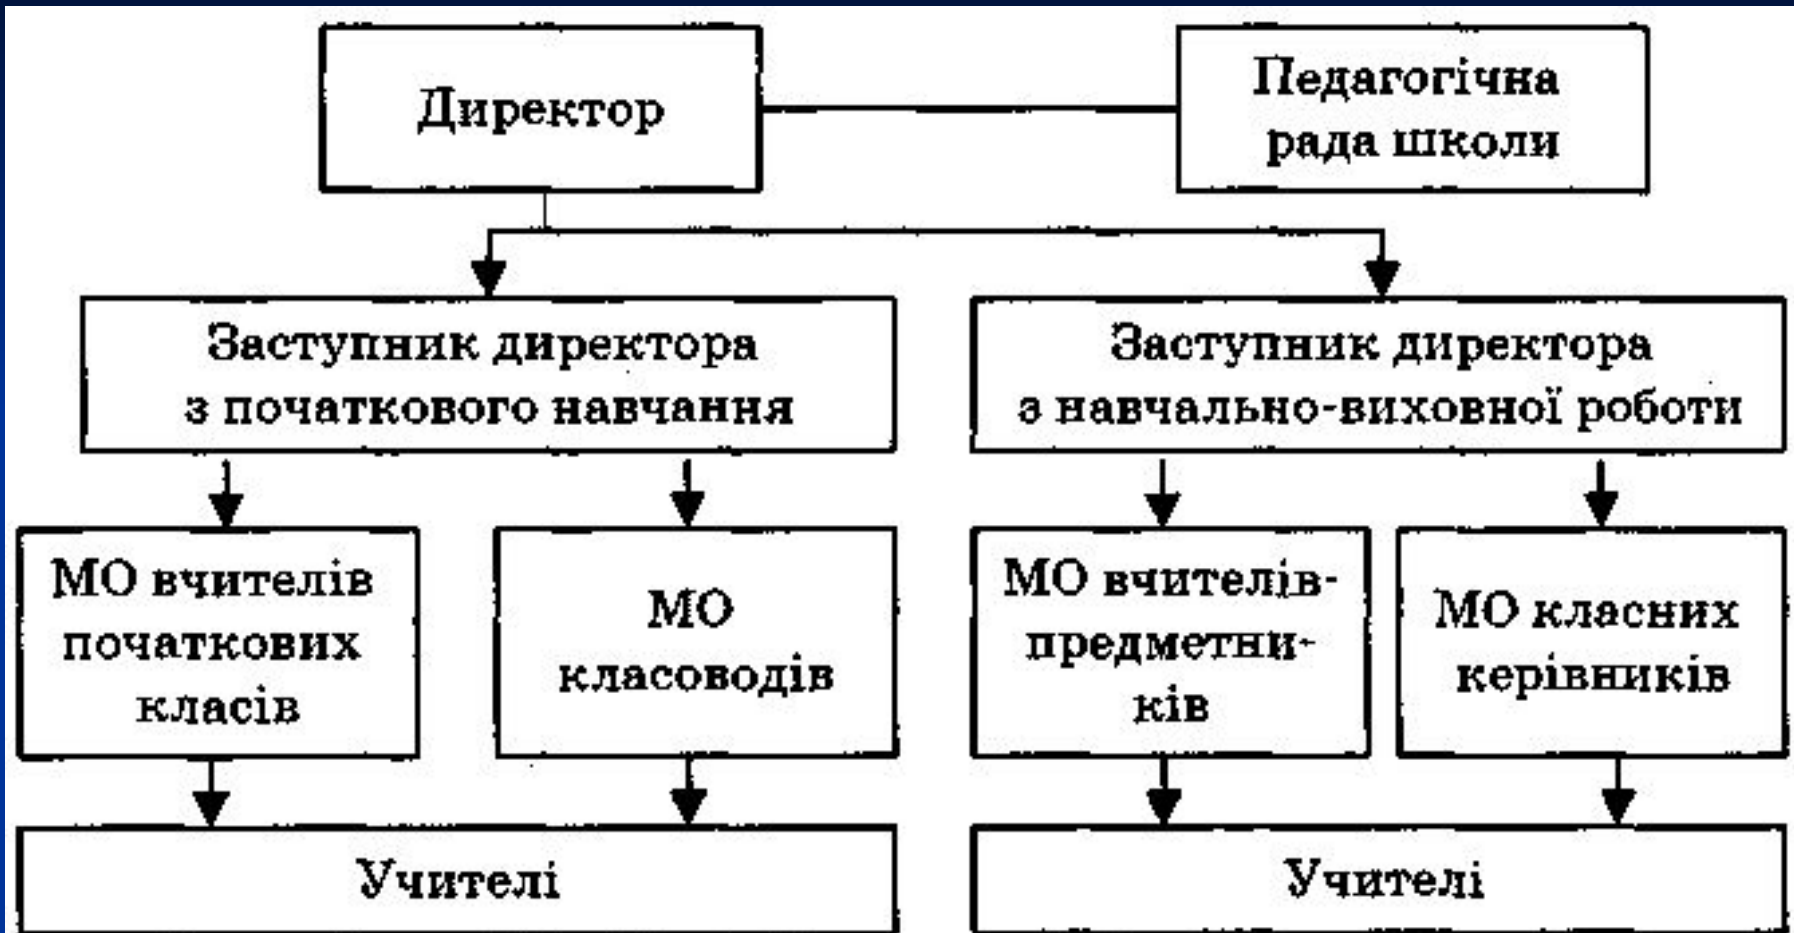 Директор
Педагогічна
рада школи
Заступник директора
з початкового навчання
Заступник директора
з навчально-виховної роботи
МО вчителів
початкових
класів
МО
класоводів
МО вчителів-
предметни-
ків
МО класних
керівників
Учителі
Учителі